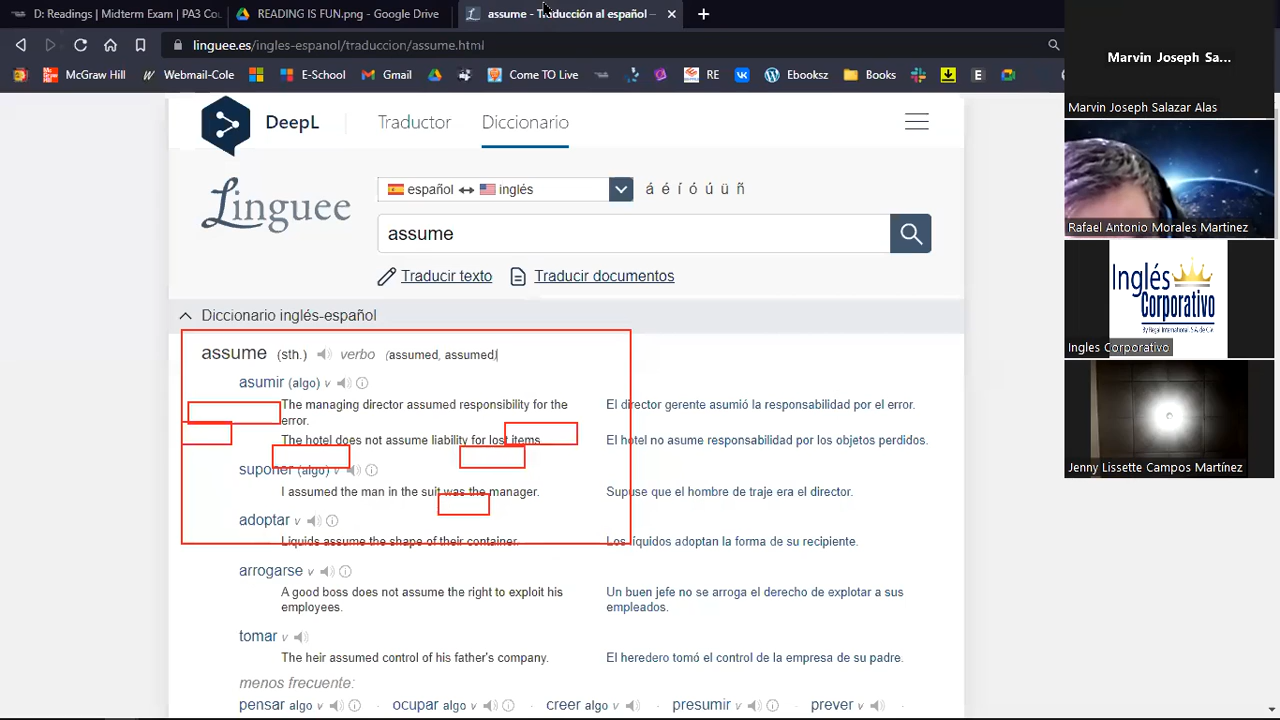 D: Readings | Midterm Exam | PA3 Cou
READING IS FUN.png - Google Drive
assume - Traducción al español –
linguee.es/ingles-espanol/traduccion/assume.html
McGraw Hill
Webmail-Cole
E-School
Gmail
Come TO Live
RE
Ebooksz
Books
E
DeepL
Traductor
Diccionario
Linguee
español ↔ inglés
á é í ó ú ü ñ
assume
Traducir texto
Traducir documentos
Diccionario inglés-español
assume (sth.) verbo (assumed, assumed)
asumir (algo) v
The managing director assumed responsibility for the error.
El director gerente asumió la responsabilidad por el error.
The hotel does not assume liability for lost items.
El hotel no asume responsabilidad por los objetos perdidos.
suponer (algo) v
I assumed the man in the suit was the manager.
Supuse que el hombre de traje era el director.
adoptar v
Liquids assume the shape of their container.
Los líquidos adoptan la forma de su recipiente.
arrogarse v
A good boss does not assume the right to exploit his employees.
Un buen jefe no se arroga el derecho de explotar a sus empleados.
tomar v
The heir assumed control of his father's company.
El heredero tomó el control de la empresa de su padre.
menos frecuente:
pensar algo v · ocupar algo v · creer algo v · presumir v · prever v ·
Marvin Joseph Sa...
Marvin Joseph Salazar Alas
Rafael Antonio Morales Martinez
Inglés
Corporativo
Ingles Corporativo
Jenny Lissette Campos Martínez